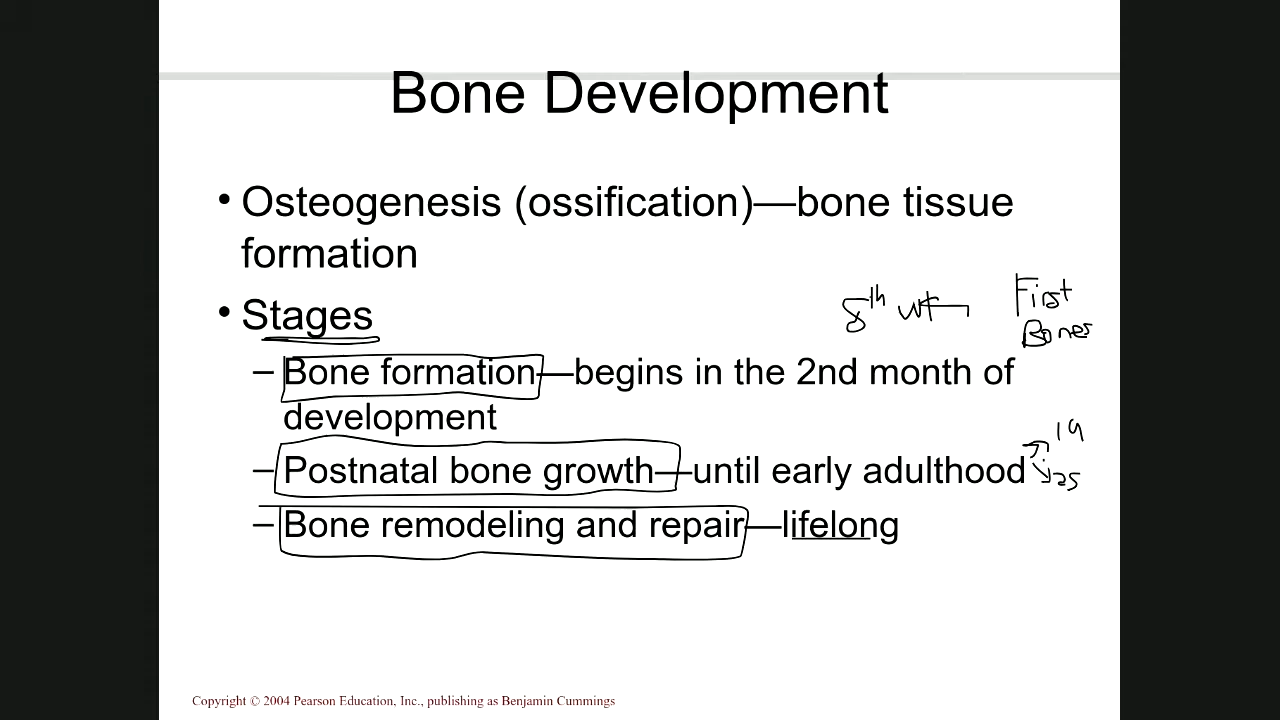 Bone Development
• Osteogenesis (ossification)—bone tissue
formation
• Stages
8th wk
First
Bones
– Bone formation—begins in the 2nd month of
development
– Postnatal bone growth—until early adulthood
19
25
– Bone remodeling and repair—lifelong
Copyright © 2004 Pearson Education, Inc., publishing as Benjamin Cummings